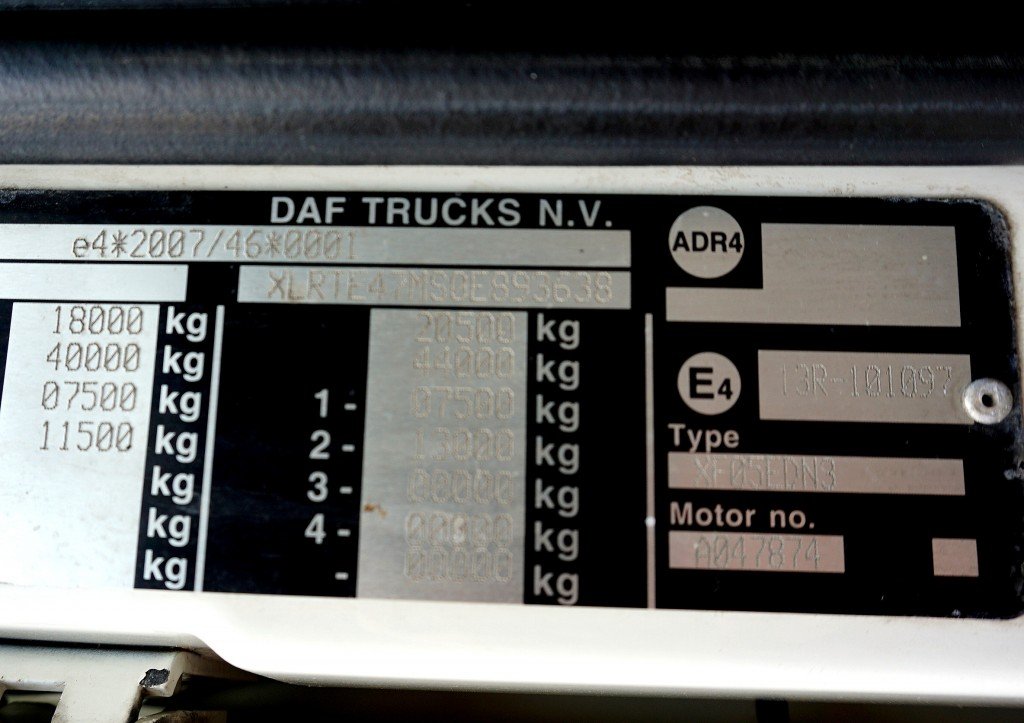 DAF TRUCKS N.V.
e4*2007/46*0001
XLRTE47MS0E893638
18000 kg 20500 kg
40000 kg 44000 kg
07500 kg 1- 07500 kg
11500 kg 2- 13000 kg
kg 3- 08000 kg
kg 4- 00000 kg
kg - 00000 kg
ADR4
E4 13R-101097
Type
XF05EDN3
Motor no.
A047874